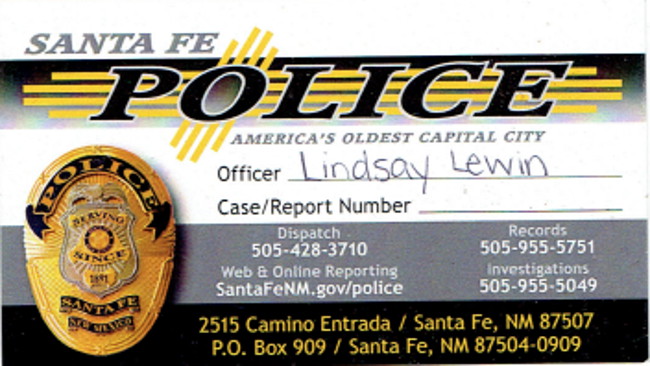 SANTA FE
POLICE
AMERICA'S OLDEST CAPITAL CITY
Officer Lindsay Lewin
Case/Report Number
Dispatch
505-428-3710
Records
505-955-5751
Web & Online Reporting
SantaFeNM.gov/police
Investigations
505-955-5049
2515 Camino Entrada / Santa Fe, NM 87507
P.O. Box 909 / Santa Fe, NM 87504-0909
POLICE
SERVING
SINCE
SANTA FE
NEW MEXICO